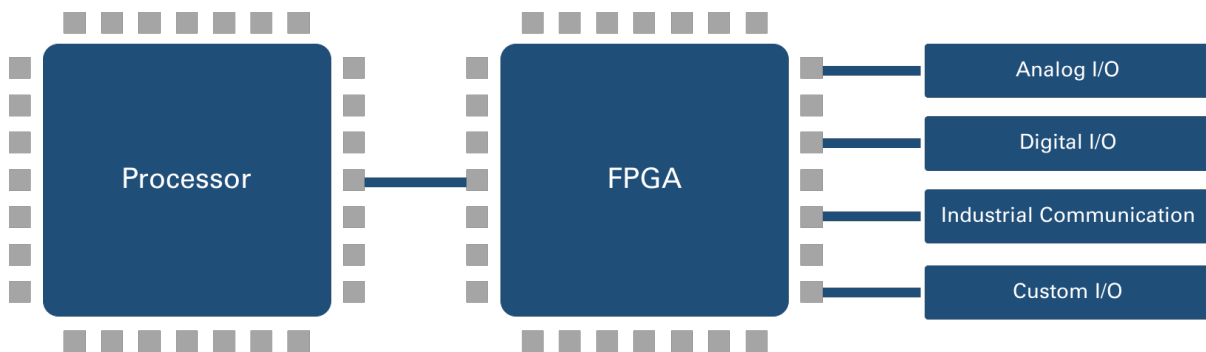 Processor
FPGA
Analog I/O
Digital I/O
Industrial Communication
Custom I/O